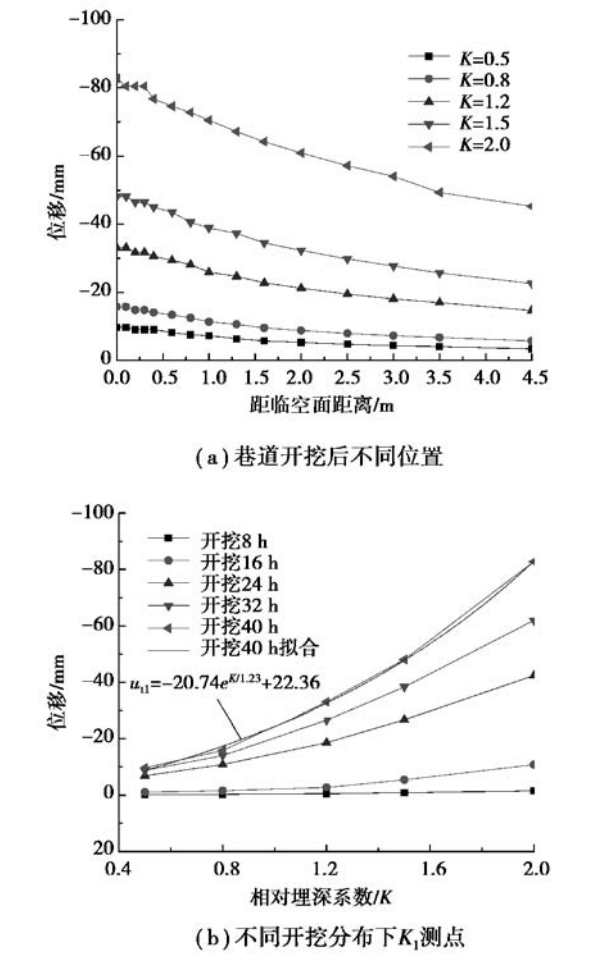 -100
-80
-60
-40
-20
0
位移/mm
K=0.5
K=0.8
K=1.2
K=1.5
K=2.0
0.0 0.5 1.0 1.5 2.0 2.5 3.0 3.5 4.0 4.5
距临空面距离/m
(a)巷道开挖后不同位置
-100
-80
-60
-40
-20
0
20
位移/mm
开挖8 h
开挖16 h
开挖24 h
开挖32 h
开挖40 h
开挖40 h拟合
u_t1=-20.74e^{K/1.23}+22.36
0.4 0.8 1.2 1.6 2.0
相对埋深系数/K
(b)不同开挖分布下K_1测点